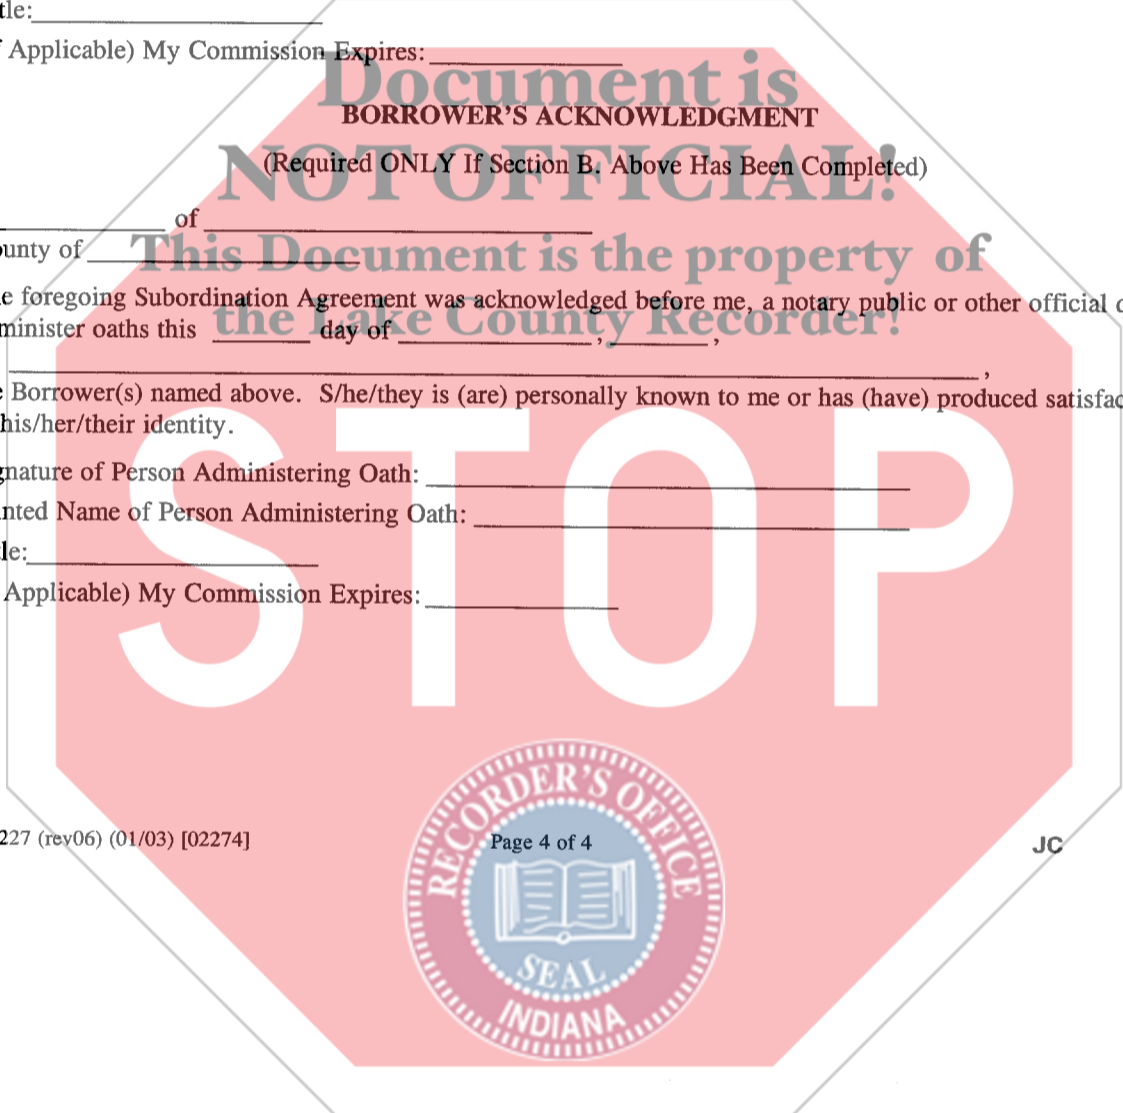 tle:
Applicable) My Commission Expires:
Document is
BORROWER'S ACKNOWLEDGMENT
NOT OFFICIAL!
(Required ONLY If Section B. Above Has Been Completed)
of
unty of
This Document is the property of
e foregoing Subordination Agreement was acknowledged before me, a notary public or other official
the Lake County Recorder!
minister oaths this ________ day of ________________, ________,
,
Borrower(s) named above. S/he/they is (are) personally known to me or has (have) produced satisfac
his/her/their identity.
STOP
gnature of Person Administering Oath:
nted Name of Person Administering Oath:
le:
Applicable) My Commission Expires:
RECORDER'S OFFICE
227 (rev06) (01/03) [02274] Page 4 of 4 JC
SEAL
INDIANA